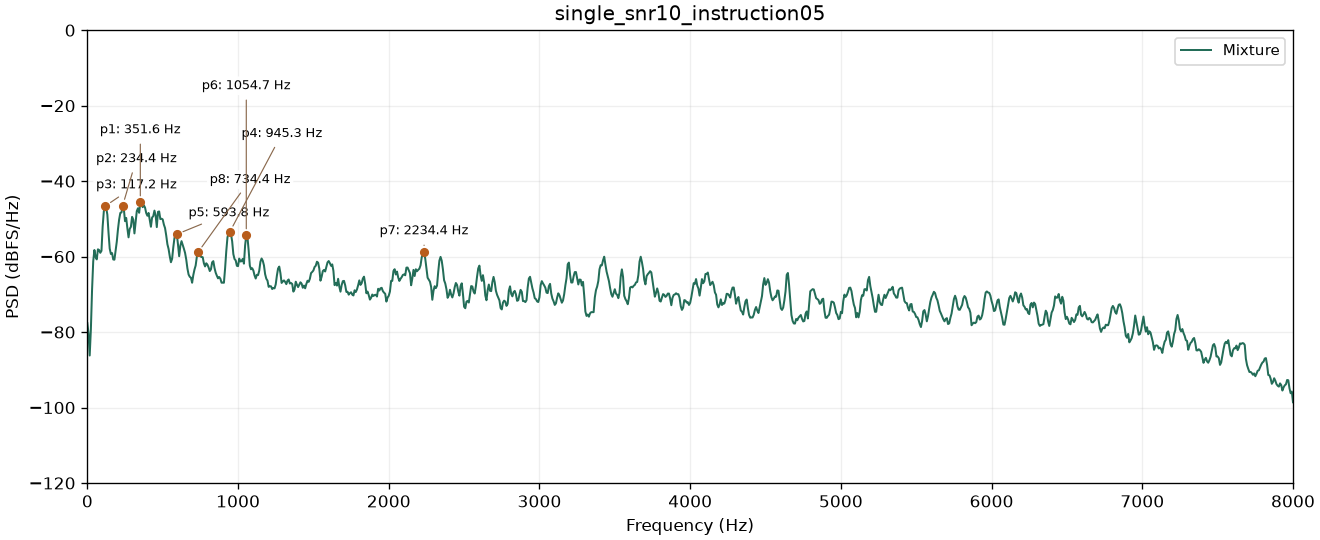 single_snr10_instruction05
Mixture
p6: 1054.7 Hz
p1: 351.6 Hz
p4: 945.3 Hz
p2: 234.4 Hz
p3: 117.2 Hz
p8: 734.4 Hz
p5: 593.8 Hz
p7: 2234.4 Hz
PSD (dBFS/Hz)
0
−20
−40
−60
−80
−100
−120
0 1000 2000 3000 4000 5000 6000 7000 8000
Frequency (Hz)